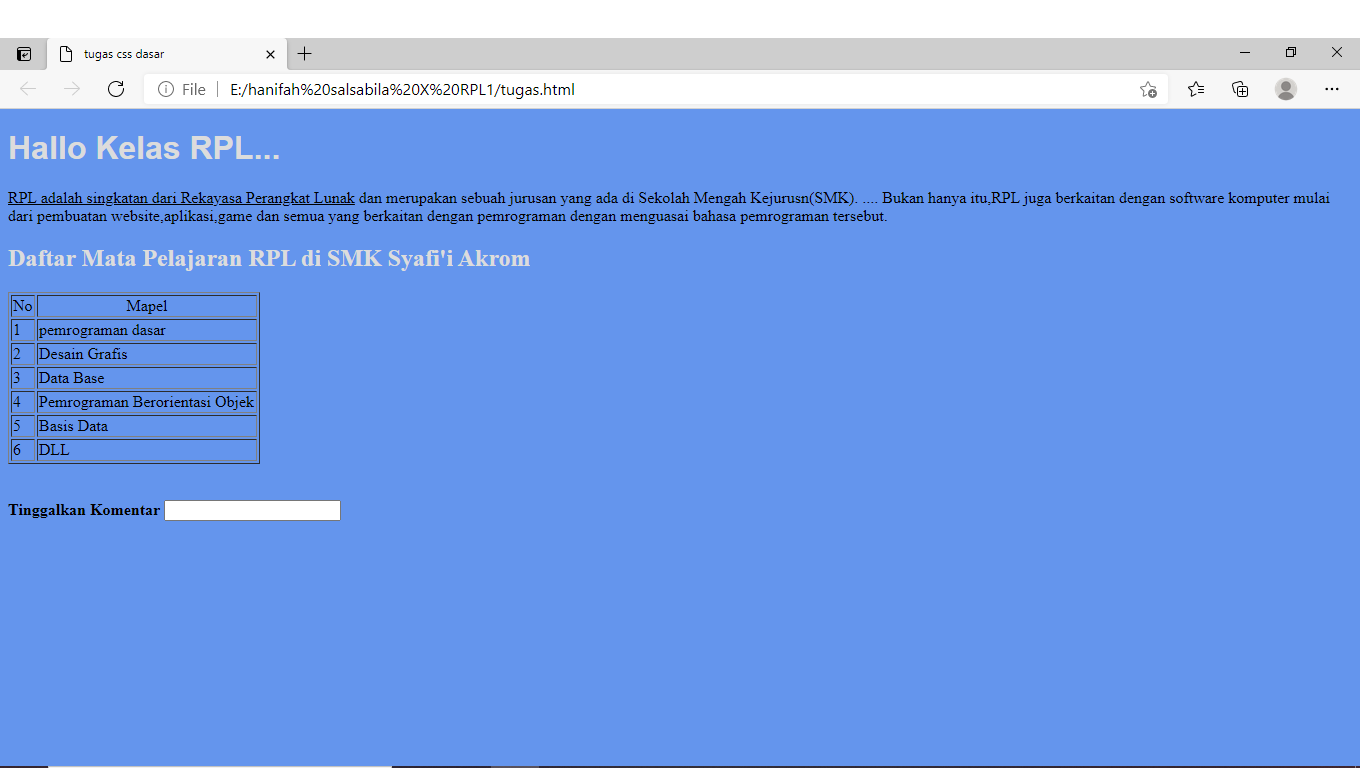 tugas css dasar
File
E:/hanifah%20salsabila%20X%20RPL1/tugas.html
Hallo Kelas RPL...
RPL adalah singkatan dari Rekayasa Perangkat Lunak dan merupakan sebuah jurusan yang ada di Sekolah Mengah Kejurusn(SMK). .... Bukan hanya itu,RPL juga berkaitan dengan software komputer mulai
dari pembuatan website,aplikasi,game dan semua yang berkaitan dengan pemrograman dengan menguasai bahasa pemrograman tersebut.
Daftar Mata Pelajaran RPL di SMK Syafi'i Akrom
No Mapel
1 pemrograman dasar
2 Desain Grafis
3 Data Base
4 Pemrograman Berorientasi Objek
5 Basis Data
6 DLL
Tinggalkan Komentar